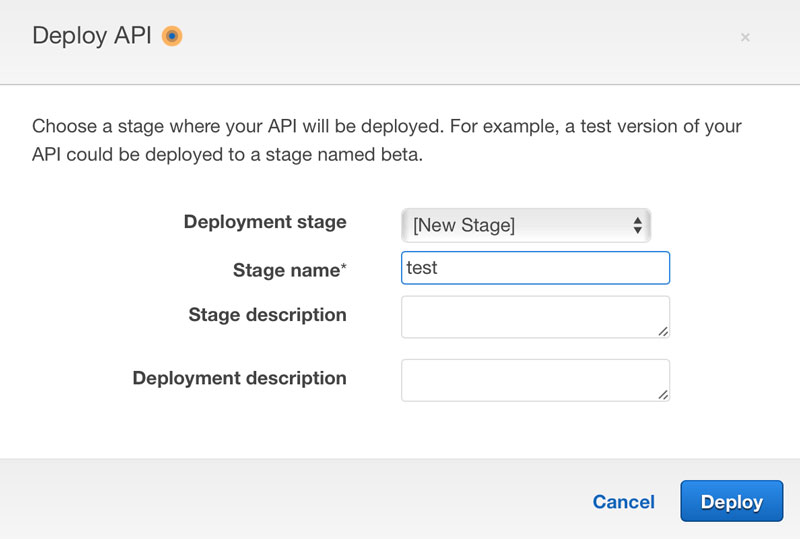 Deploy API
×
Choose a stage where your API will be deployed. For example, a test version of your
API could be deployed to a stage named beta.
Deployment stage [New Stage]
Stage name* test
Stage description
Deployment description
Cancel Deploy